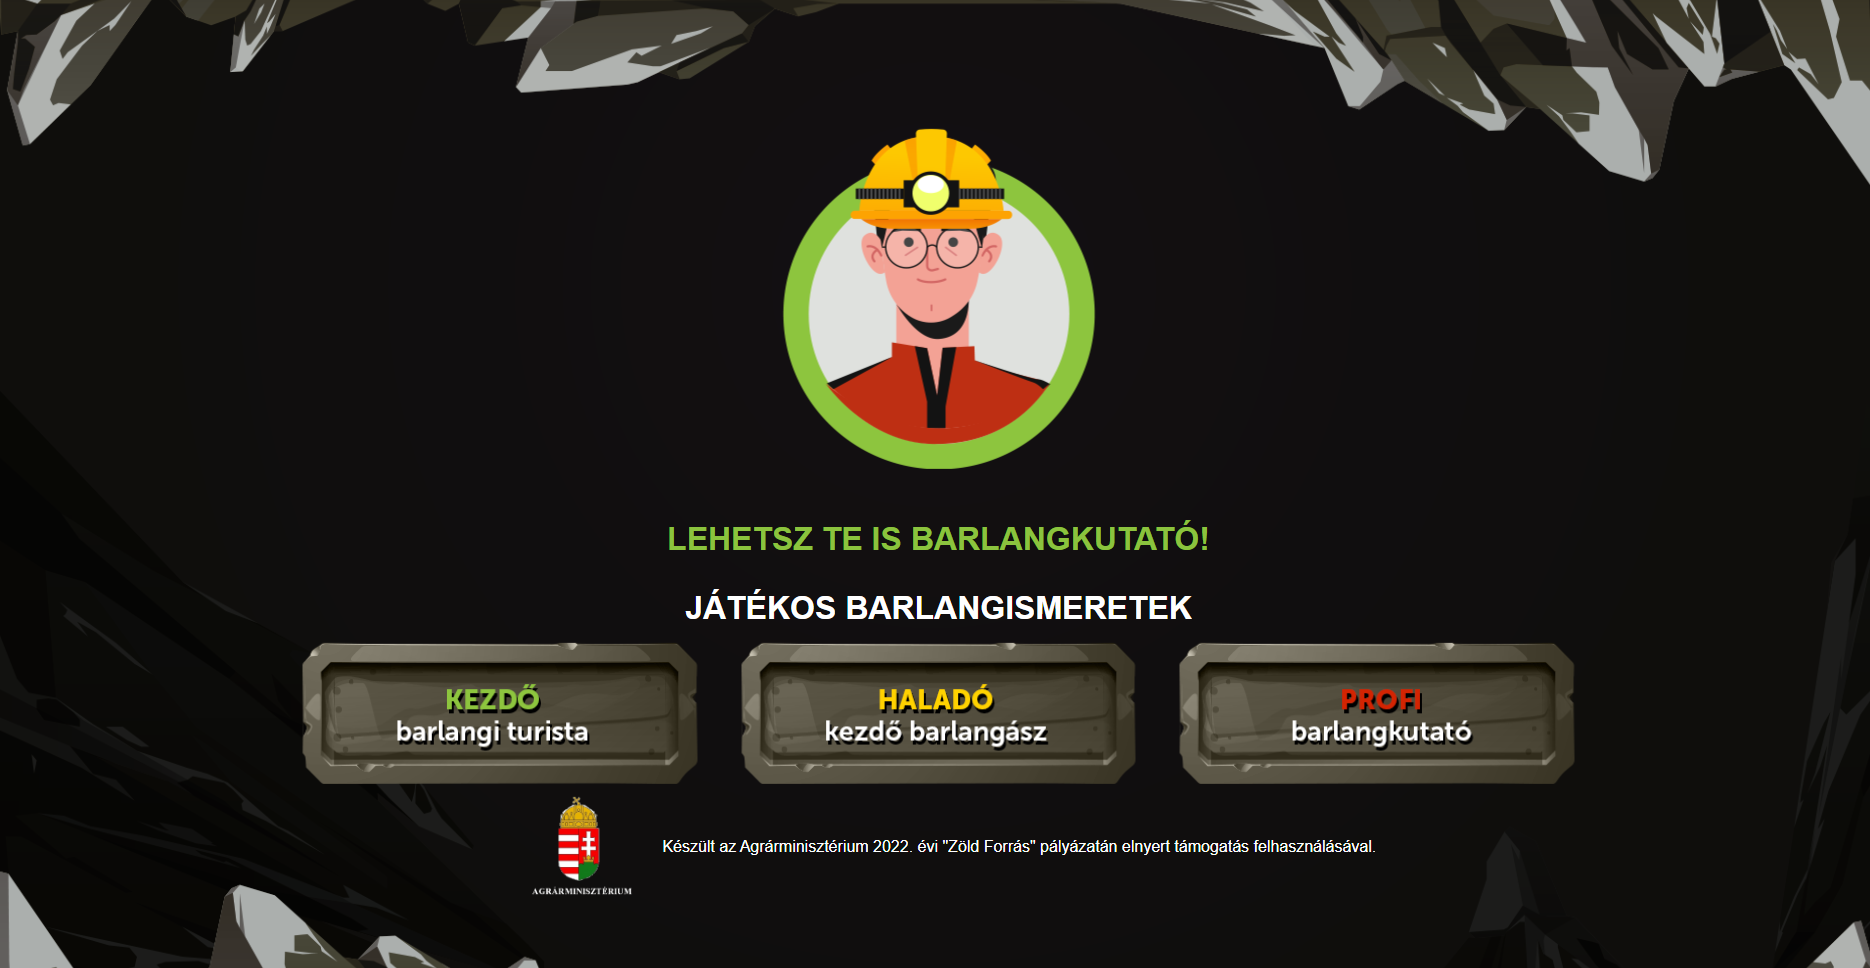 LEHETSZ TE IS BARLANGKUTATÓ!
JÁTÉKOS BARLANGISMERETEK
KEZDŐ
barlangi turista
HALADÓ
kezdő barlangász
PROFI
barlangkutató
AGRÁRMINISZTÉRIUM
Készült az Agrárminisztérium 2022. évi "Zöld Forrás" pályázatán elnyert támogatás felhasználásával.